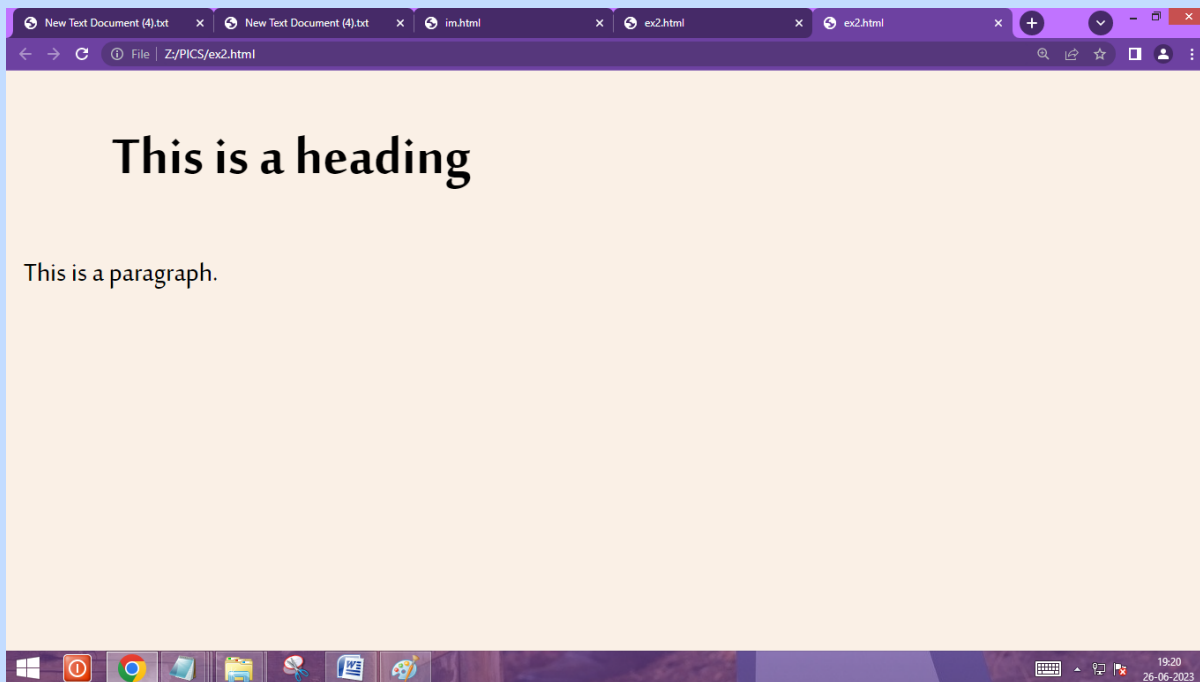 New Text Document (4).txt
New Text Document (4).txt
im.html
ex2.html
ex2.html
File
Z:/PICS/ex2.html
This is a heading
This is a paragraph.
19:20
26-06-2023